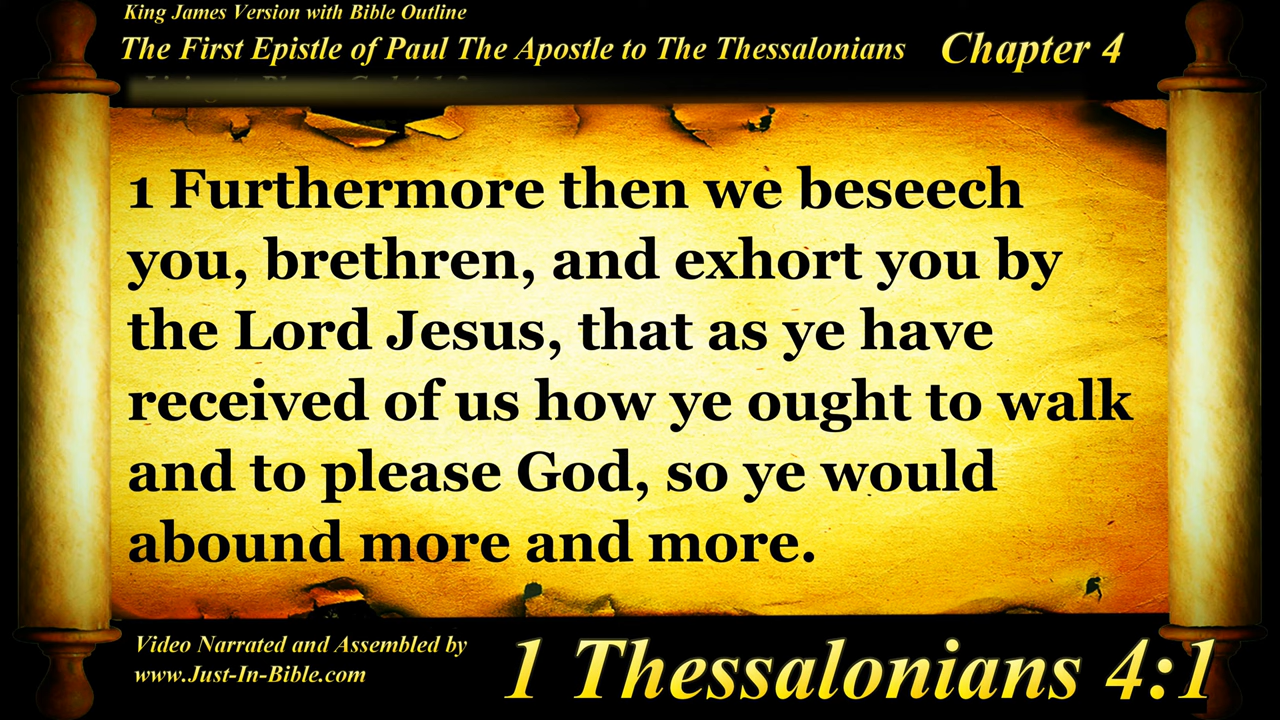 King James Version with Bible Outline
The First Epistle of Paul The Apostle to The Thessalonians Chapter 4
1 Furthermore then we beseech
you, brethren, and exhort you by
the Lord Jesus, that as ye have
received of us how ye ought to walk
and to please God, so ye would
abound more and more.
Video Narrated and Assembled by
www.Just-In-Bible.com
1 Thessalonians 4:1